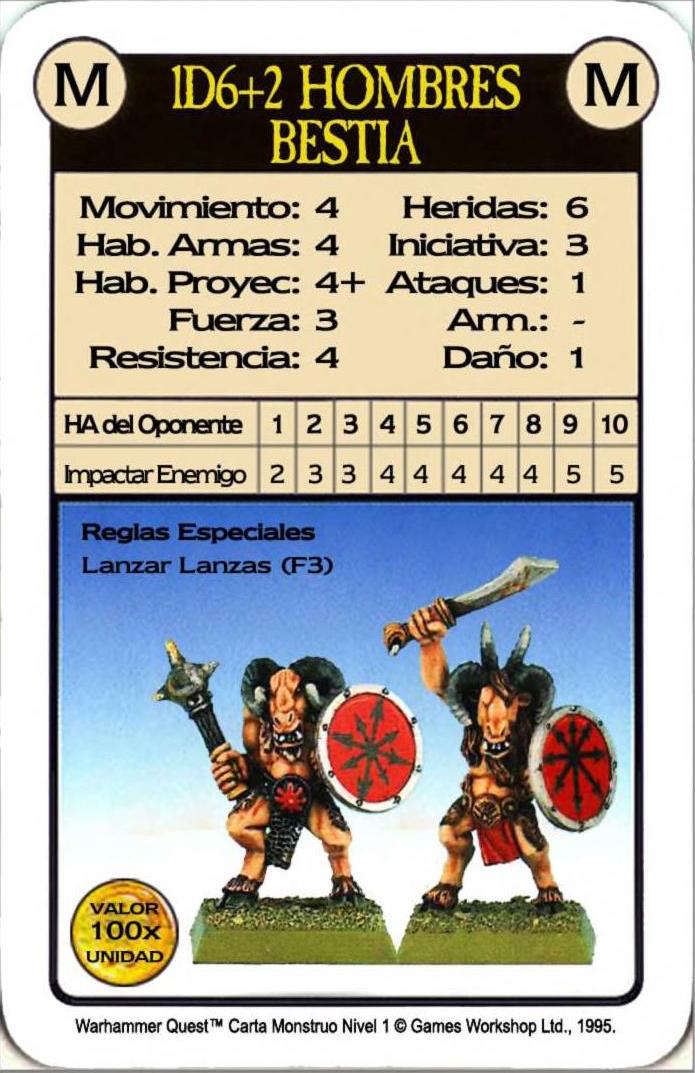 M
1D6+2 HOMBRES
BESTIA
M
Movimiento: 4 Heridas: 6
Hab. Armas: 4 Iniciativa: 3
Hab. Proyec: 4+ Ataques: 1
Fuerza: 3 Arm.: -
Resistencia: 4 Daño: 1
HA del Oponente 1 2 3 4 5 6 7 8 9 10
Impactar Enemigo 2 3 3 4 4 4 4 4 5 5
Reglas Especiales
Lanzar Lanzas (F3)
VALOR
100x
UNIDAD
Warhammer Quest™ Carta Monstruo Nivel 1 © Games Workshop Ltd., 1995.